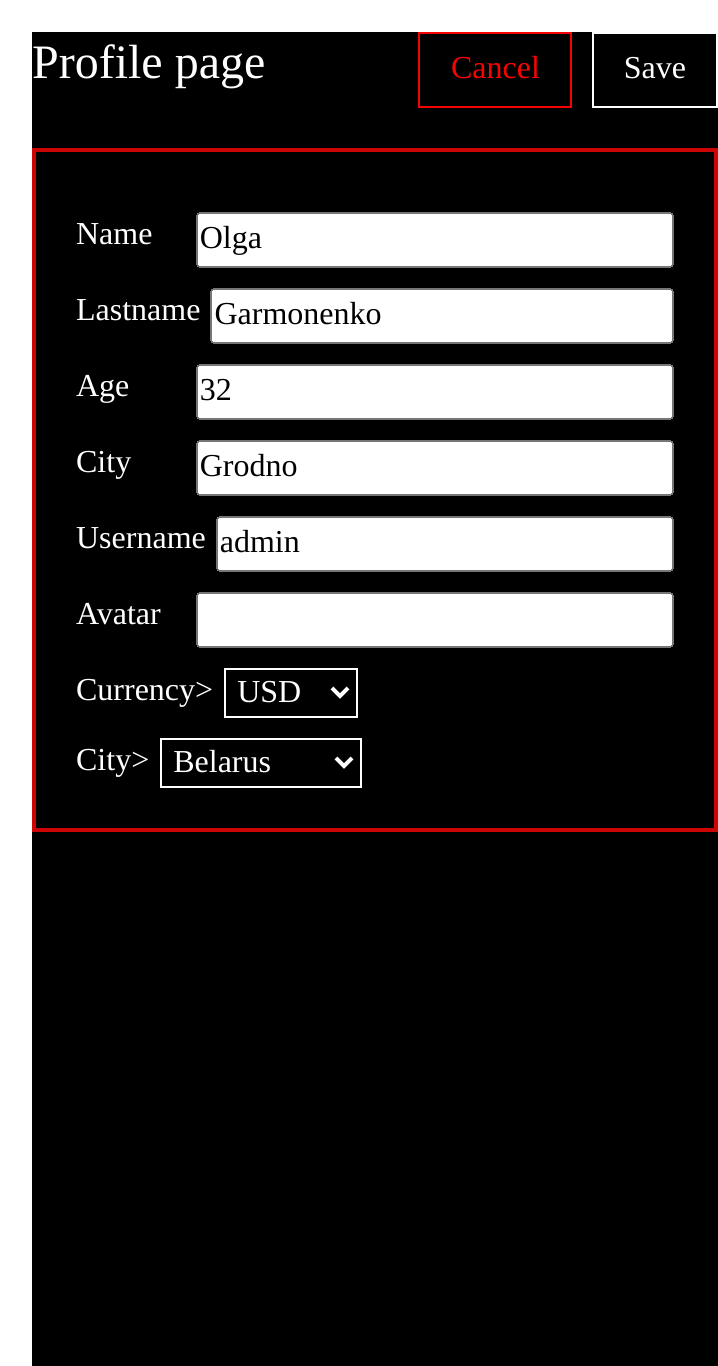 Profile page Cancel Save
Name Olga
Lastname Garmonenko
Age 32
City Grodno
Username admin
Avatar
Currency> USD
City> Belarus